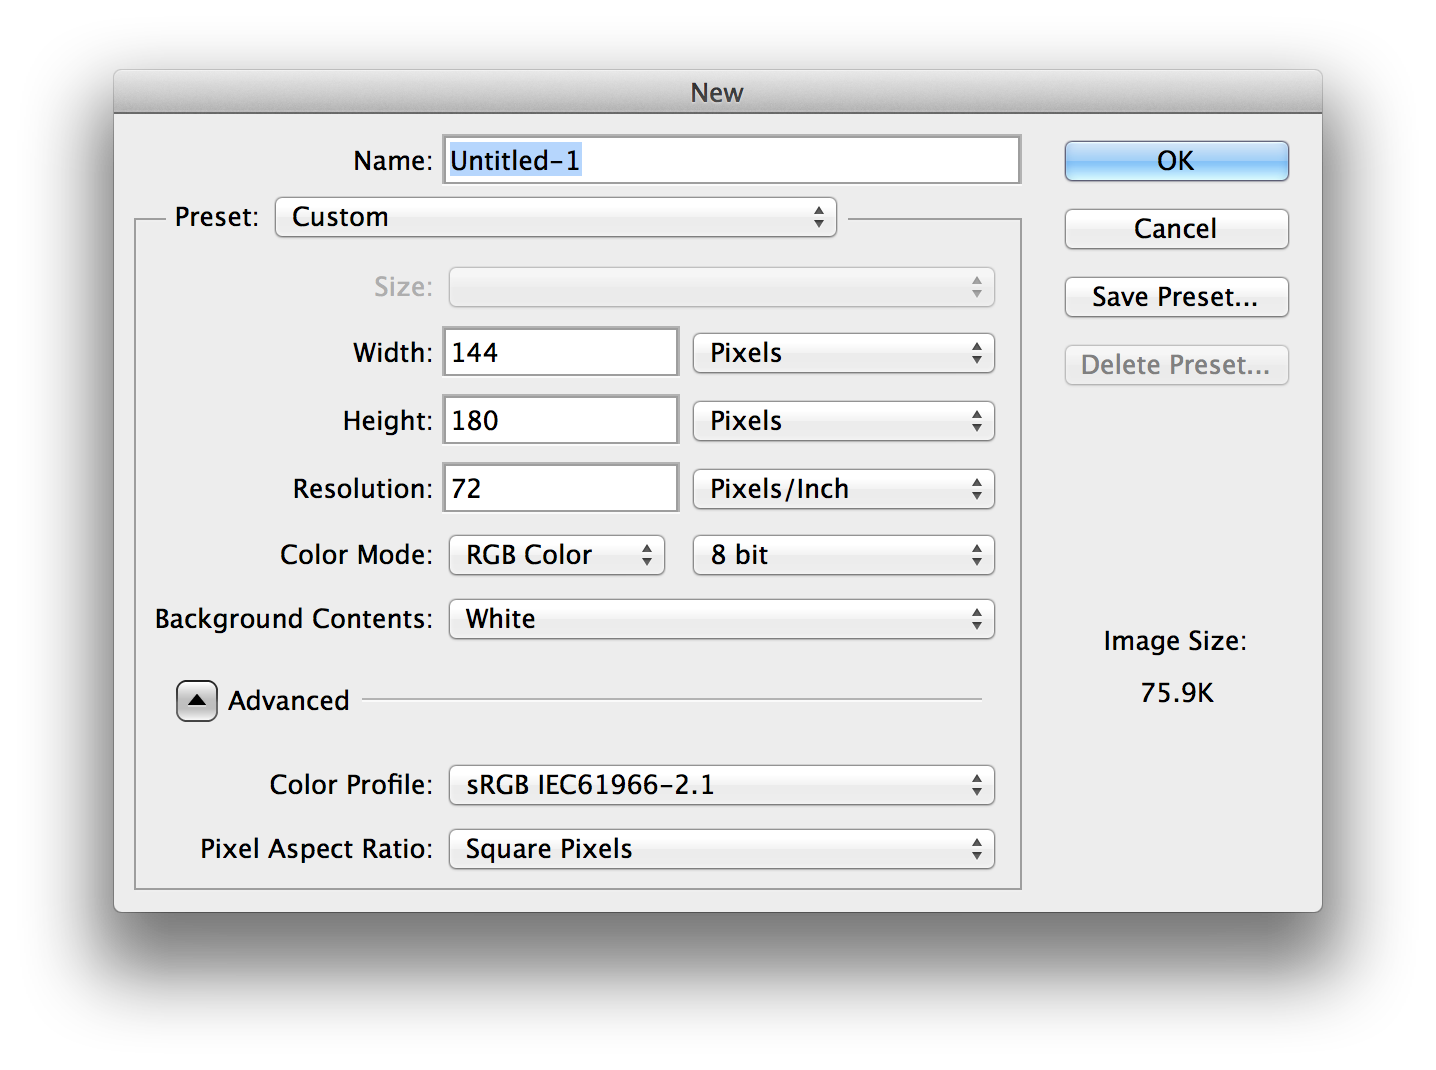 New
Name: Untitled-1
OK
Preset: Custom
Cancel
Size:
Save Preset...
Width: 144 Pixels
Delete Preset...
Height: 180 Pixels
Resolution: 72 Pixels/Inch
Color Mode: RGB Color 8 bit
Background Contents: White
Image Size:
75.9K
Advanced
Color Profile: sRGB IEC61966-2.1
Pixel Aspect Ratio: Square Pixels